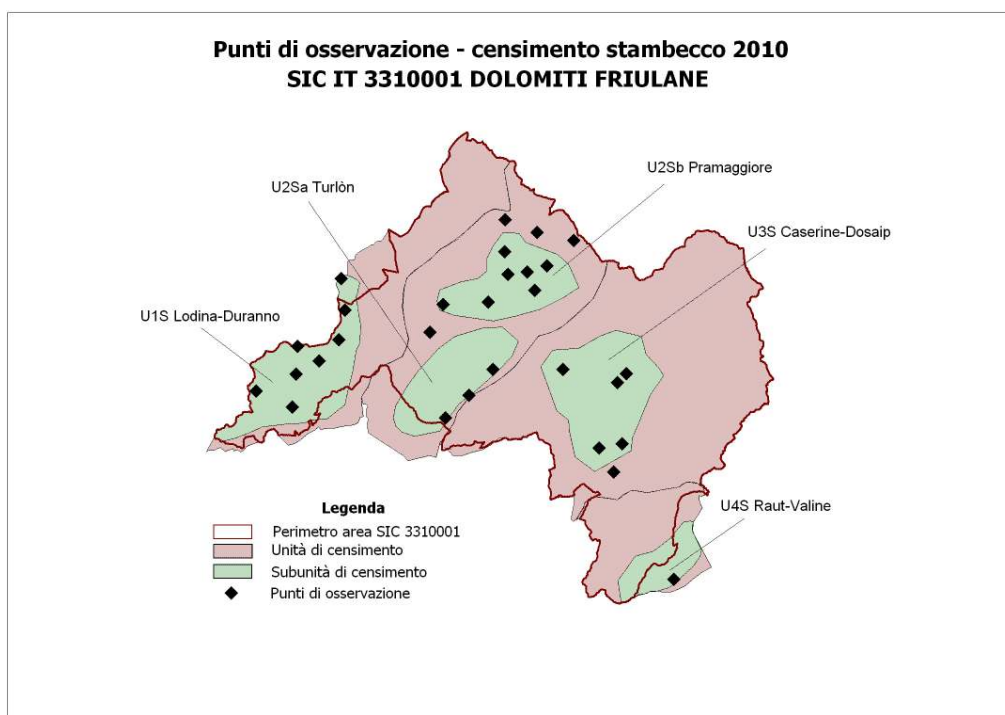 Punti di osservazione - censimento stambecco 2010
SIC IT 3310001 DOLOMITI FRIULANE
U2Sb Pramaggiore
U2Sa Turlòn
U3S Caserine-Dosaip
U1S Lodina-Duranno
U4S Raut-Valine
Legenda
Perimetro area SIC 3310001
Unità di censimento
Subunità di censimento
Punti di osservazione